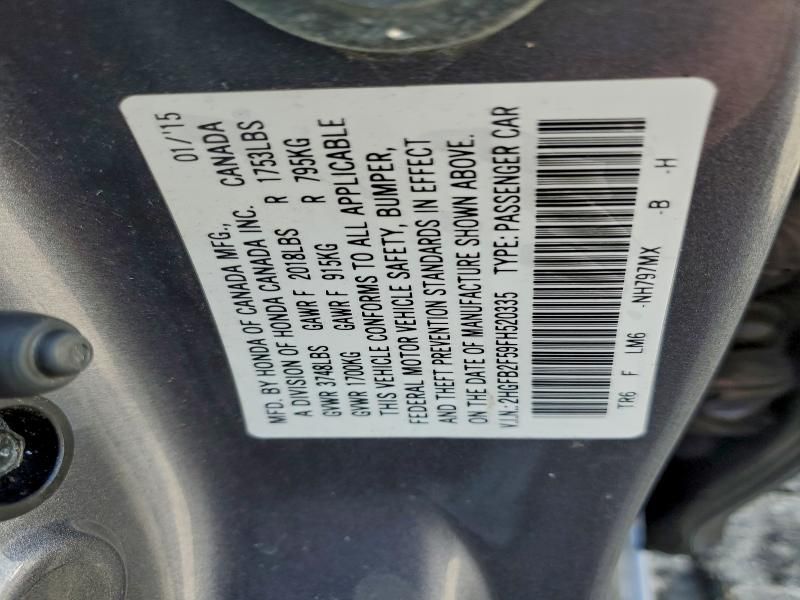 01/'15
MFD. BY HONDA OF CANADA MFG., CANADA
A DIVISION OF HONDA CANADA INC.
GVWR 3748LBS GAWR F 2018LBS R 1753LBS
GVWR 1700KG GAWR F 915KG R 795KG
THIS VEHICLE CONFORMS TO ALL APPLICABLE
FEDERAL MOTOR VEHICLE SAFETY, BUMPER,
AND THEFT PREVENTION STANDARDS IN EFFECT
ON THE DATE OF MANUFACTURE SHOWN ABOVE.
V.I.N.: 2HGFB2F59FH520335 TYPE: PASSENGER CAR
TR6 F LM6 -NH797MX -B -H